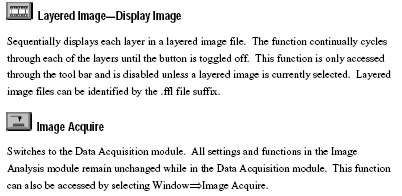 Layered Image—Display Image
Sequentially displays each layer in a layered image file. The function continually cycles
through each of the layers until the button is toggled off. This function is only accessed
through the tool bar and is disabled unless a layered image is currently selected. Layered
image files can be identified by the .ffl file suffix.
Image Acquire
Switches to the Data Acquisition module. All settings and functions in the Image
Analysis module remain unchanged while in the Data Acquisition module. This function
can also be accessed by selecting Window⇒Image Acquire.